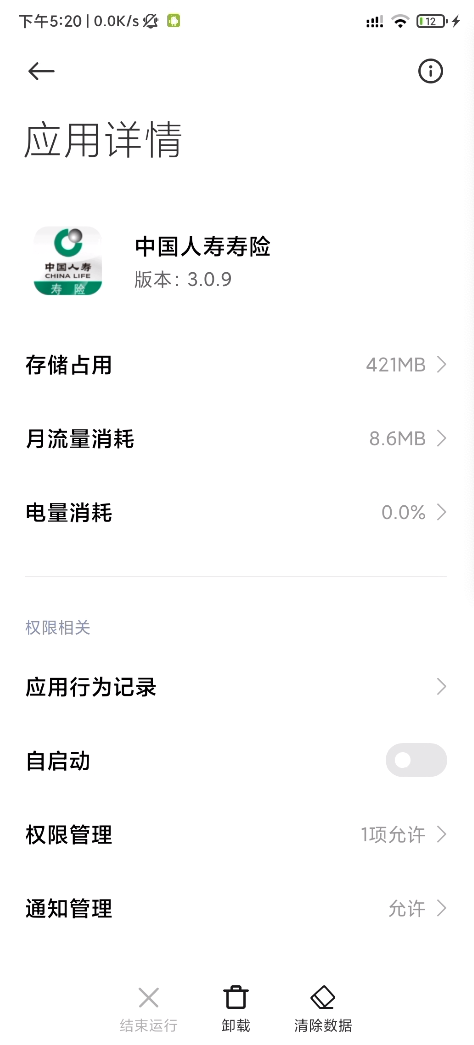 下午5:20 | 0.0K/s
12
应用详情
中国人寿
CHINA LIFE
寿 险
中国人寿寿险
版本：3.0.9
存储占用 421MB
月流量消耗 8.6MB
电量消耗 0.0%
权限相关
应用行为记录
自启动
权限管理 1项允许
通知管理 允许
结束运行 卸载 清除数据